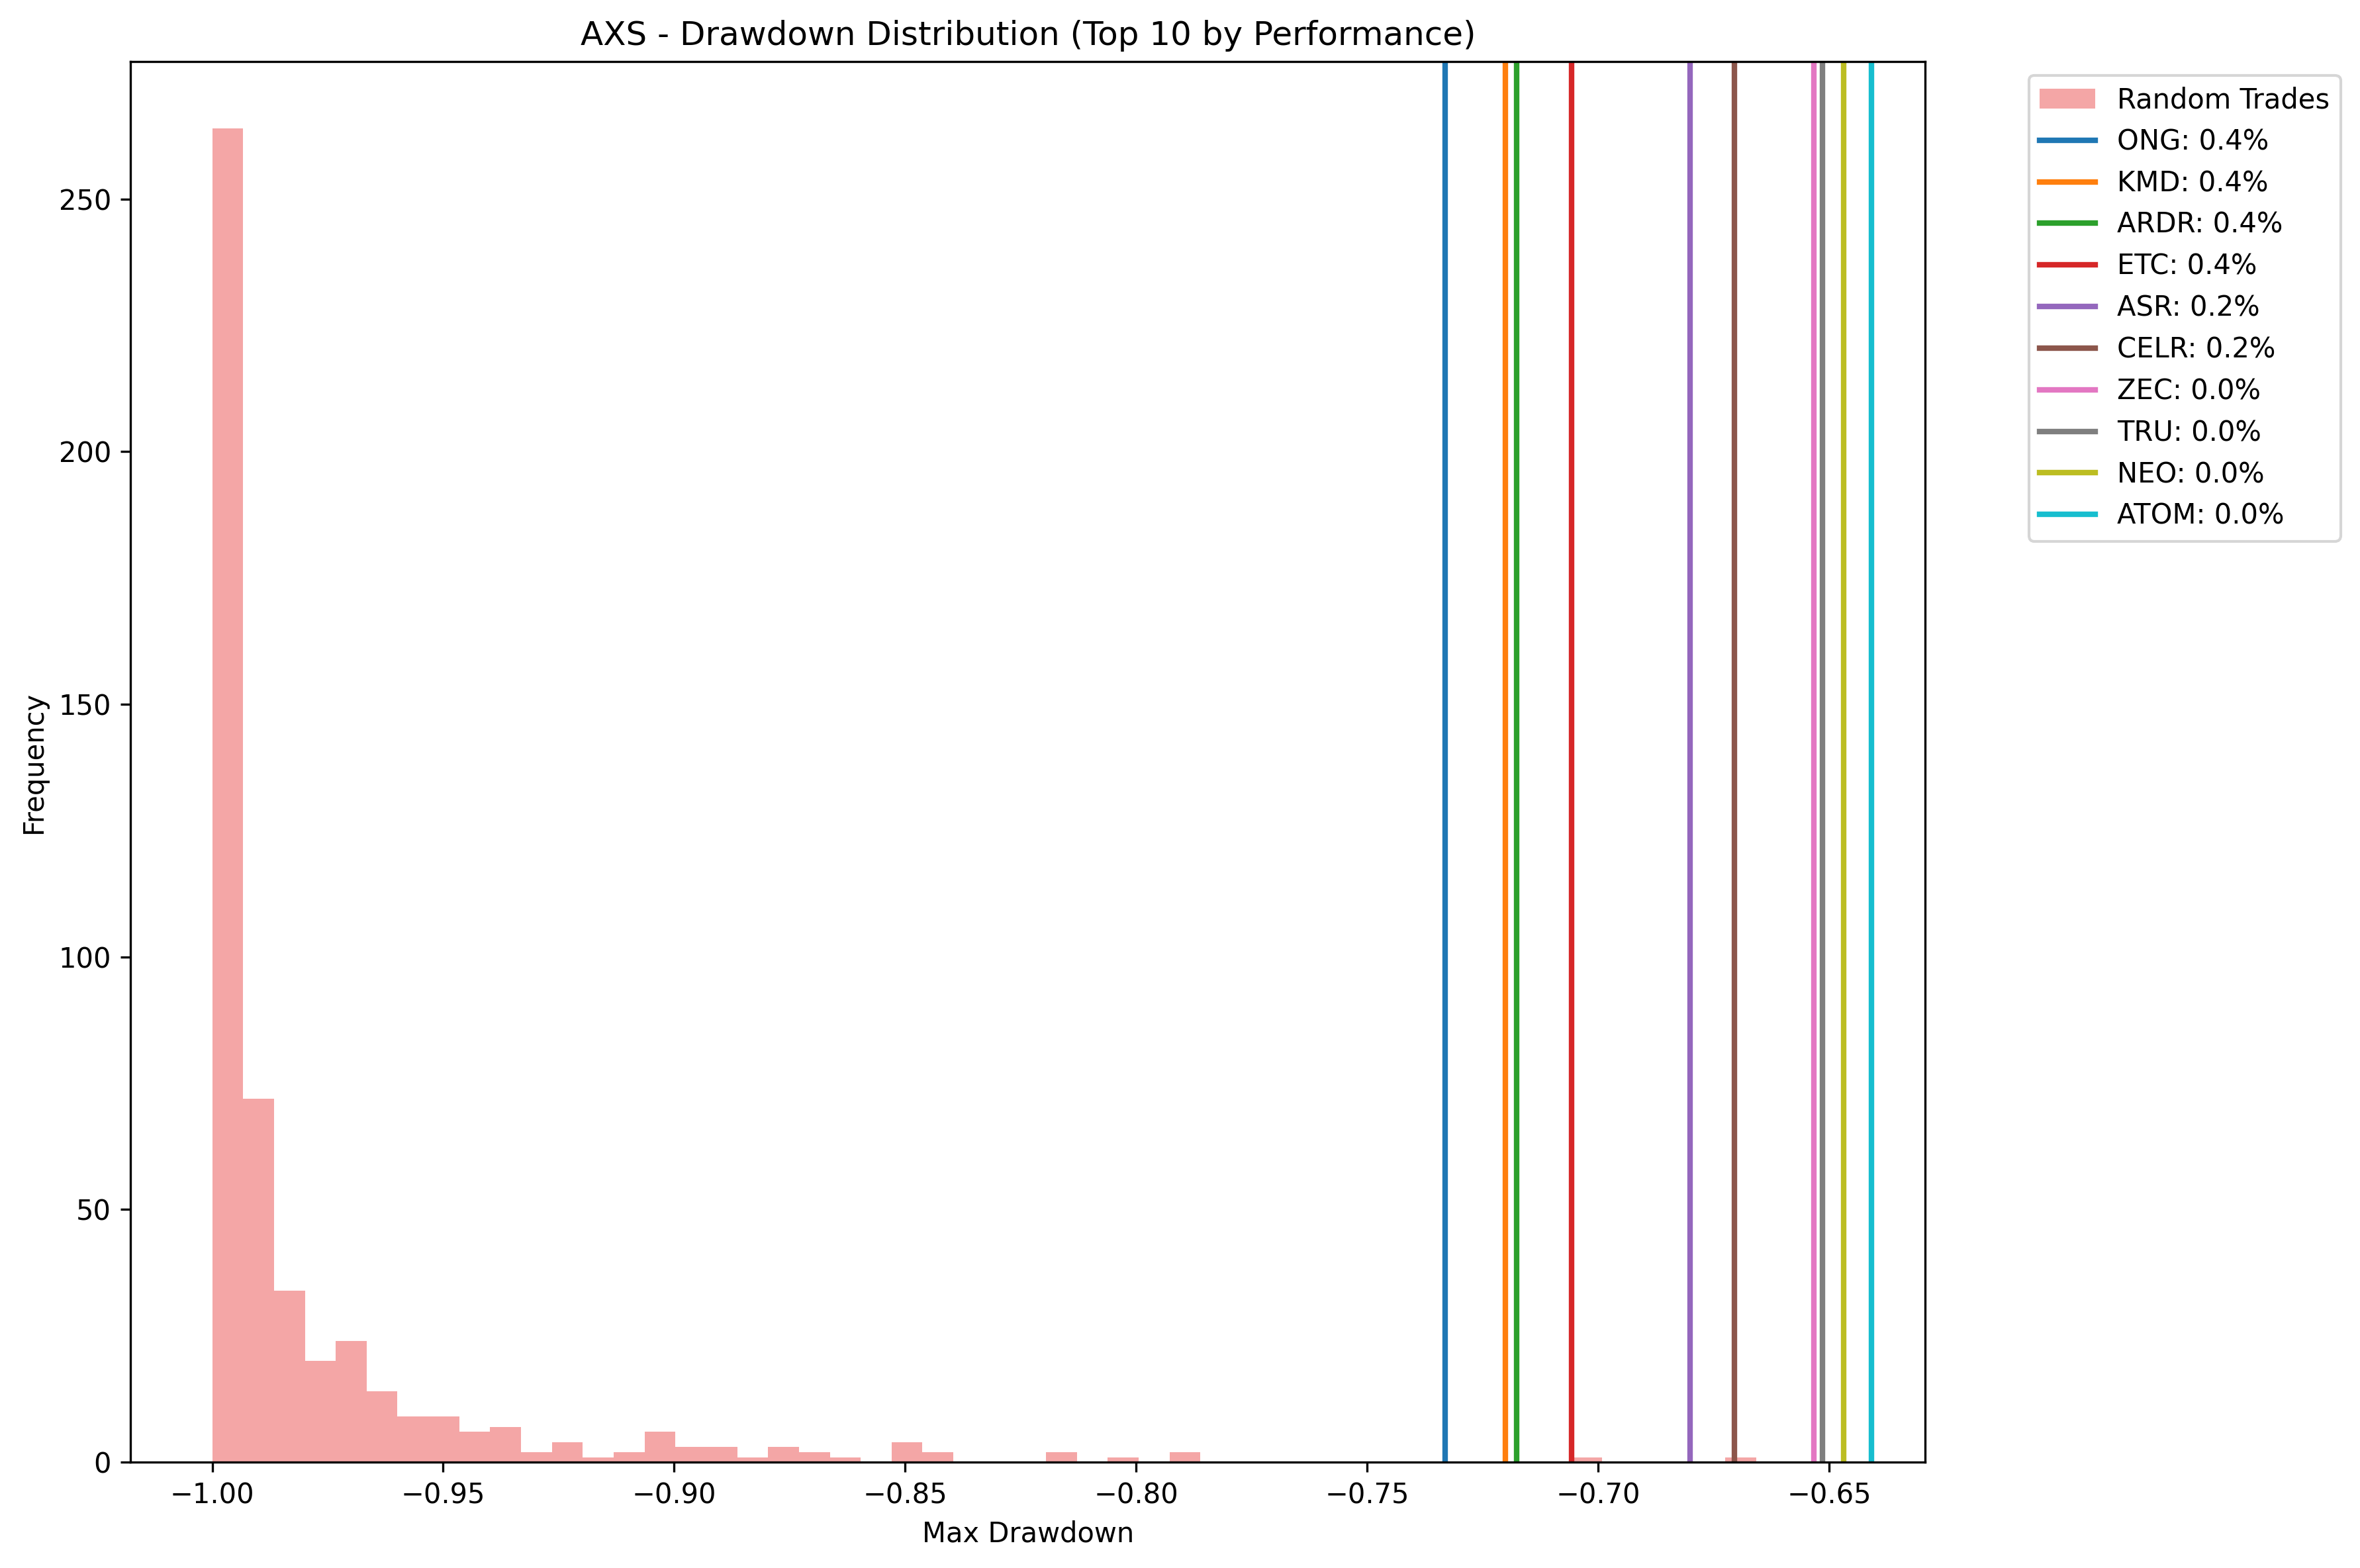 AXS - Drawdown Distribution (Top 10 by Performance)
Frequency
250
200
150
100
50
0
−1.00
−0.95
−0.90
−0.85
−0.80
−0.75
−0.70
−0.65
Max Drawdown
Random Trades
ONG: 0.4%
KMD: 0.4%
ARDR: 0.4%
ETC: 0.4%
ASR: 0.2%
CELR: 0.2%
ZEC: 0.0%
TRU: 0.0%
NEO: 0.0%
ATOM: 0.0%